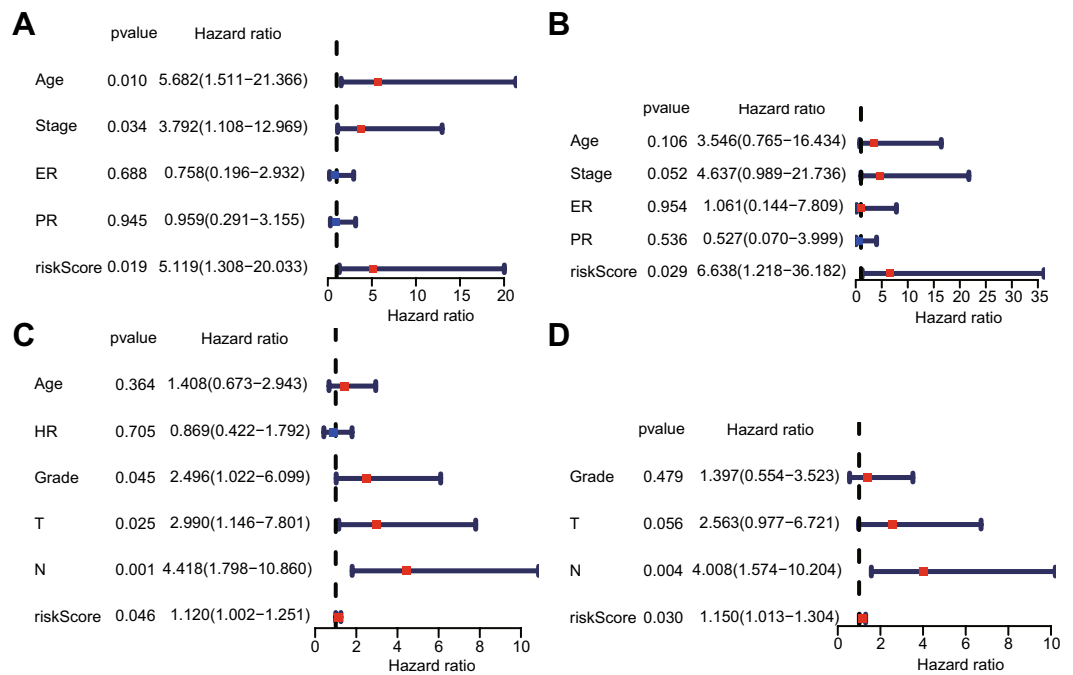 A
pvalue Hazard ratio
Age 0.010 5.682(1.511−21.366)
Stage 0.034 3.792(1.108−12.969)
ER 0.688 0.758(0.196−2.932)
PR 0.945 0.959(0.291−3.155)
riskScore 0.019 5.119(1.308−20.033)
0 5 10 15 20
Hazard ratio
B
pvalue Hazard ratio
Age 0.106 3.546(0.765−16.434)
Stage 0.052 4.637(0.989−21.736)
ER 0.954 1.061(0.144−7.809)
PR 0.536 0.527(0.070−3.999)
riskScore 0.029 6.638(1.218−36.182)
0 5 10 15 20 25 30 35
Hazard ratio
C
pvalue Hazard ratio
Age 0.364 1.408(0.673−2.943)
HR 0.705 0.869(0.422−1.792)
Grade 0.045 2.496(1.022−6.099)
T 0.025 2.990(1.146−7.801)
N 0.001 4.418(1.798−10.860)
riskScore 0.046 1.120(1.002−1.251)
0 2 4 6 8 10
Hazard ratio
D
pvalue Hazard ratio
Grade 0.479 1.397(0.554−3.523)
T 0.056 2.563(0.977−6.721)
N 0.004 4.008(1.574−10.204)
riskScore 0.030 1.150(1.013−1.304)
0 2 4 6 8 10
Hazard ratio